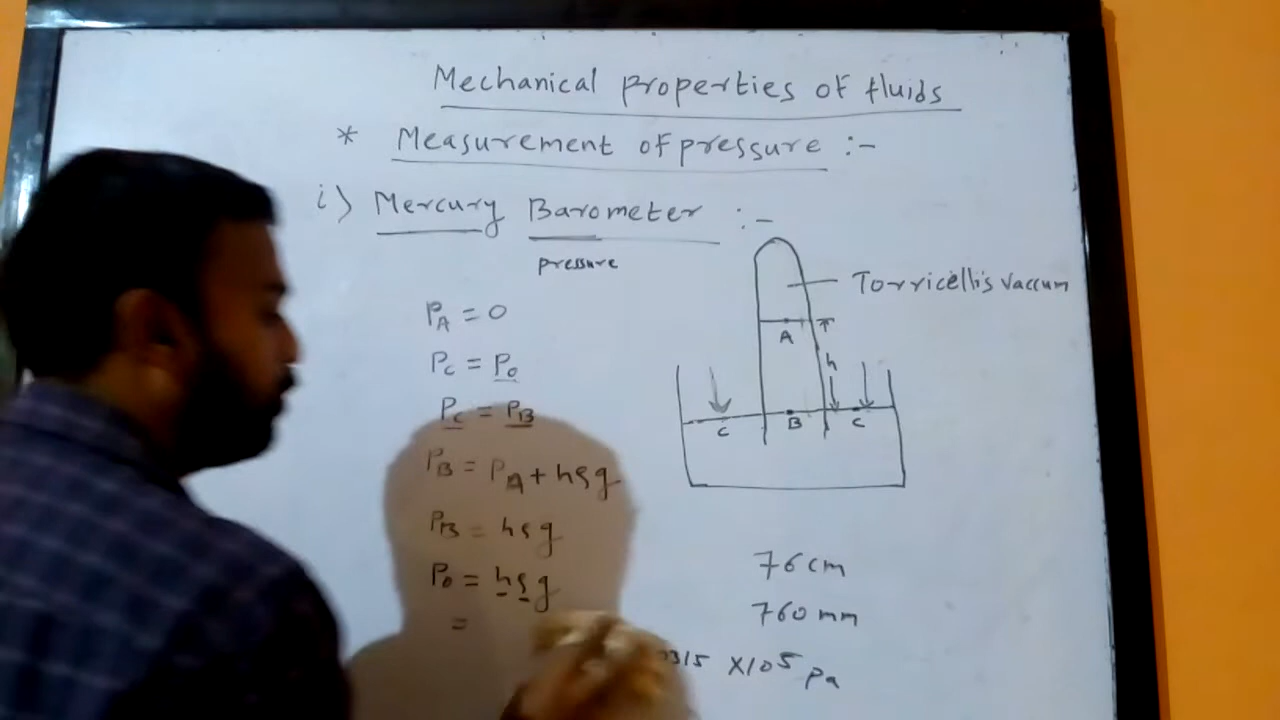 Mechanical properties of fluids
* Measurement of pressure :-
i) Mercury Barometer :-
pressure
Torricelli's vaccum
PA = 0
A
h
PC = P0
PC = PB
C
B
C
PB = PA + hρg
PB = hρg
76 cm
P0 = hρg
760 mm
=
315 X10⁵ pa